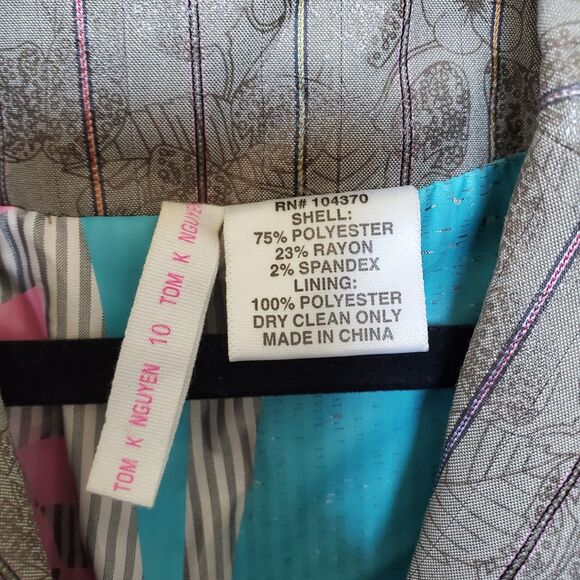 TOM K NGUYEN 10 TOM K NGUYEN
RN# 104370
SHELL:
75% POLYESTER
23% RAYON
2% SPANDEX
LINING:
100% POLYESTER
DRY CLEAN ONLY
MADE IN CHINA